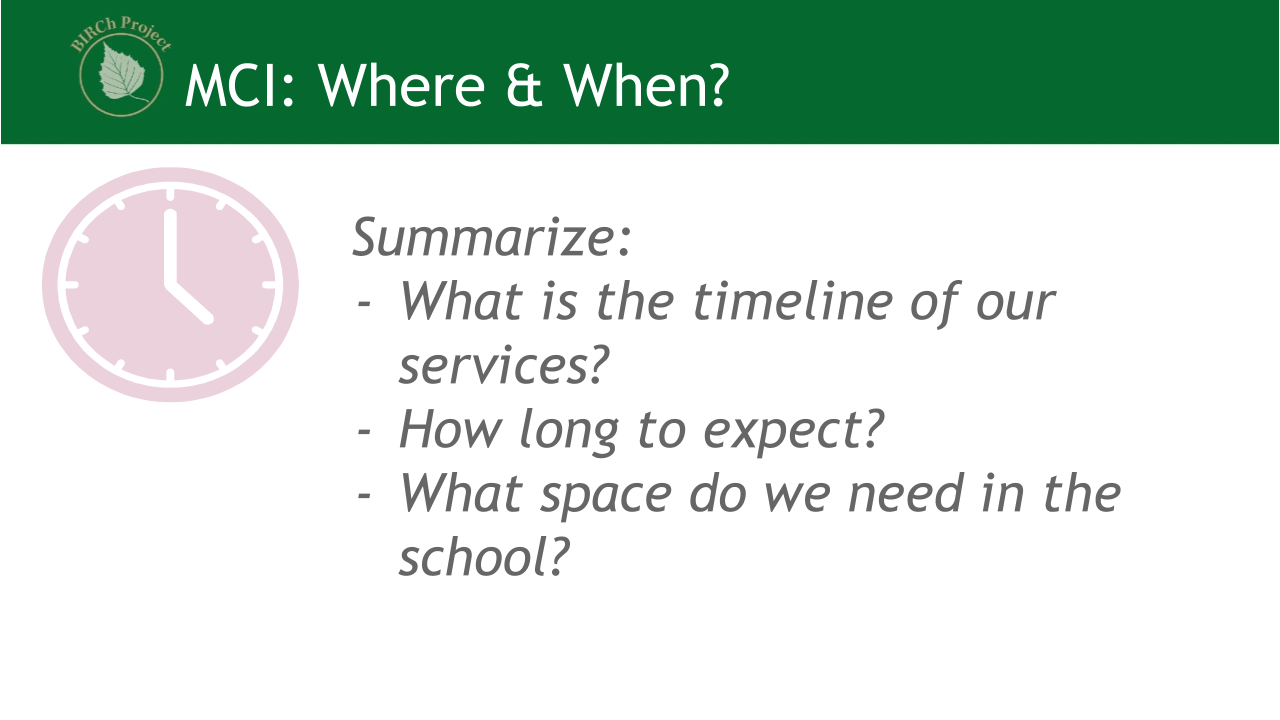 BIRCh Project
MCI: Where & When?
Summarize:
- What is the timeline of our
services?
- How long to expect?
- What space do we need in the
school?